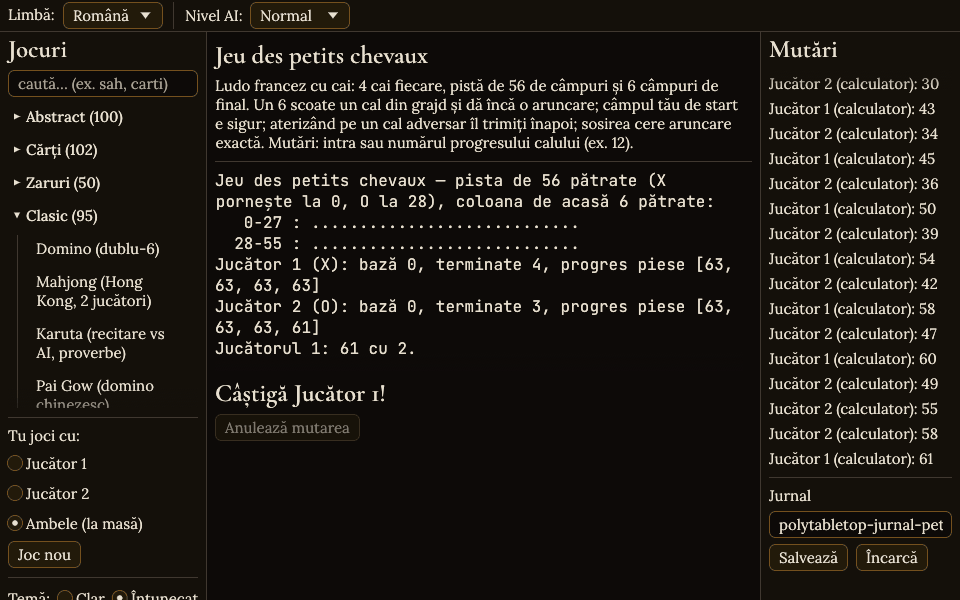 Limbă: Română ▼ Nivel AI: Normal ▼
Jocuri
caută... (ex. sah, carti)
▸ Abstract (100)
▸ Cărți (102)
▸ Zaruri (50)
▾ Clasic (95)
Domino (dublu-6)
Mahjong (Hong
Kong, 2 jucători)
Karuta (recitare vs
AI, proverbe)
Pai Gow (domino
chinezesc)
Tu joci cu:
Jucător 1
Jucător 2
Ambele (la masă)
Joc nou
Temă: Clar Întunecat
Jeu des petits chevaux
Ludo francez cu cai: 4 cai fiecare, pistă de 56 de câmpuri și 6 câmpuri de
final. Un 6 scoate un cal din grajd și dă încă o aruncare; câmpul tău de start
e sigur; aterizând pe un cal adversar îl trimiți înapoi; sosirea cere aruncare
exactă. Mutări: intra sau numărul progresului calului (ex. 12).
Jeu des petits chevaux — pista de 56 pătrate (X
pornește la 0, O la 28), coloana de acasă 6 pătrate:
0-27 : ............................
28-55 : ............................
Jucător 1 (X): bază 0, terminate 4, progres piese [63,
63, 63, 63]
Jucător 2 (O): bază 0, terminate 3, progres piese [63,
63, 63, 61]
Jucătorul 1: 61 cu 2.
Câștigă Jucător 1!
Anulează mutarea
Mutări
Jucător 2 (calculator): 30
Jucător 1 (calculator): 43
Jucător 2 (calculator): 34
Jucător 1 (calculator): 45
Jucător 2 (calculator): 36
Jucător 1 (calculator): 50
Jucător 2 (calculator): 39
Jucător 1 (calculator): 54
Jucător 2 (calculator): 42
Jucător 1 (calculator): 58
Jucător 2 (calculator): 47
Jucător 1 (calculator): 60
Jucător 2 (calculator): 49
Jucător 2 (calculator): 55
Jucător 2 (calculator): 58
Jucător 1 (calculator): 61
Jurnal
polytabletop-jurnal-pet
Salvează Încarcă